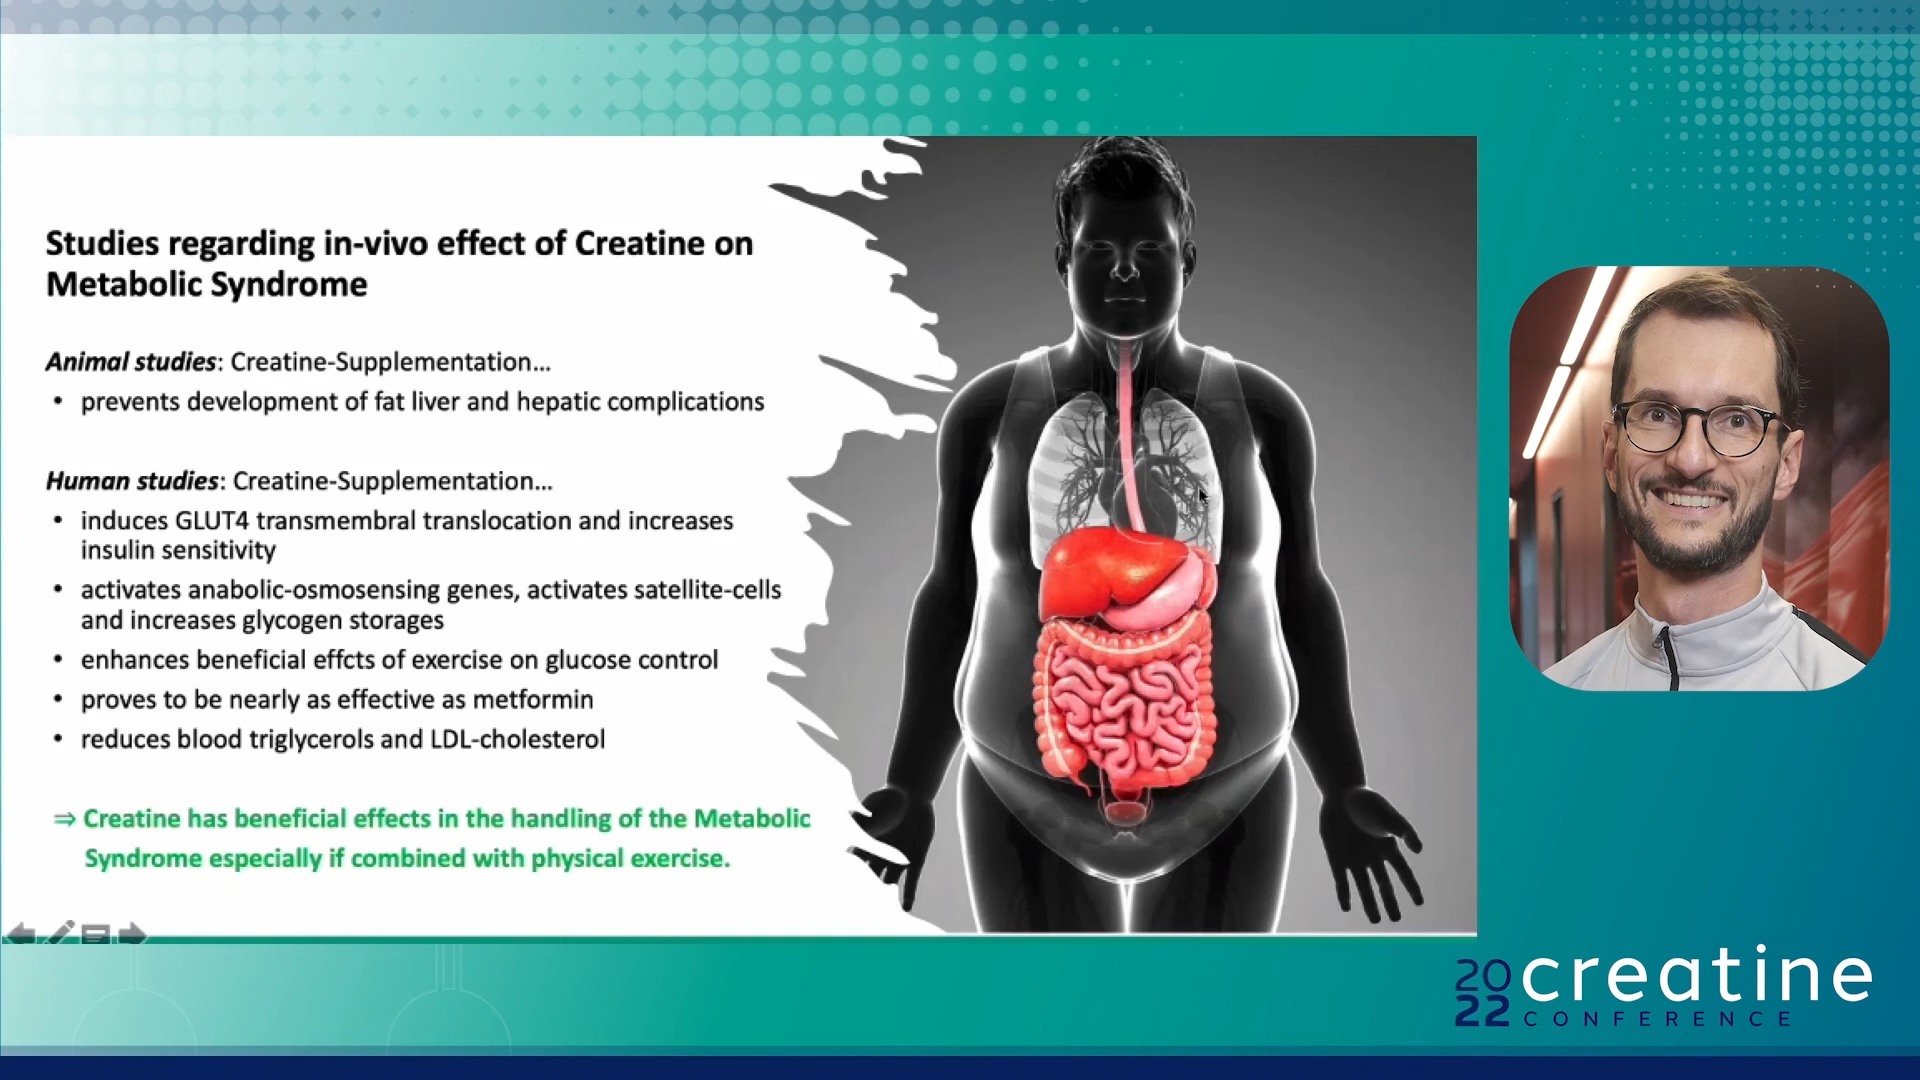 Studies regarding in-vivo effect of Creatine on
Metabolic Syndrome
Animal studies: Creatine-Supplementation...
• prevents development of fat liver and hepatic complications
Human studies: Creatine-Supplementation...
• induces GLUT4 transmembral translocation and increases
insulin sensitivity
• activates anabolic-osmosensing genes, activates satellite-cells
and increases glycogen storages
• enhances beneficial effcts of exercise on glucose control
• proves to be nearly as effective as metformin
• reduces blood triglycerols and LDL-cholesterol
⇒ Creatine has beneficial effects in the handling of the Metabolic
Syndrome especially if combined with physical exercise.
2022 creatine
CONFERENCE